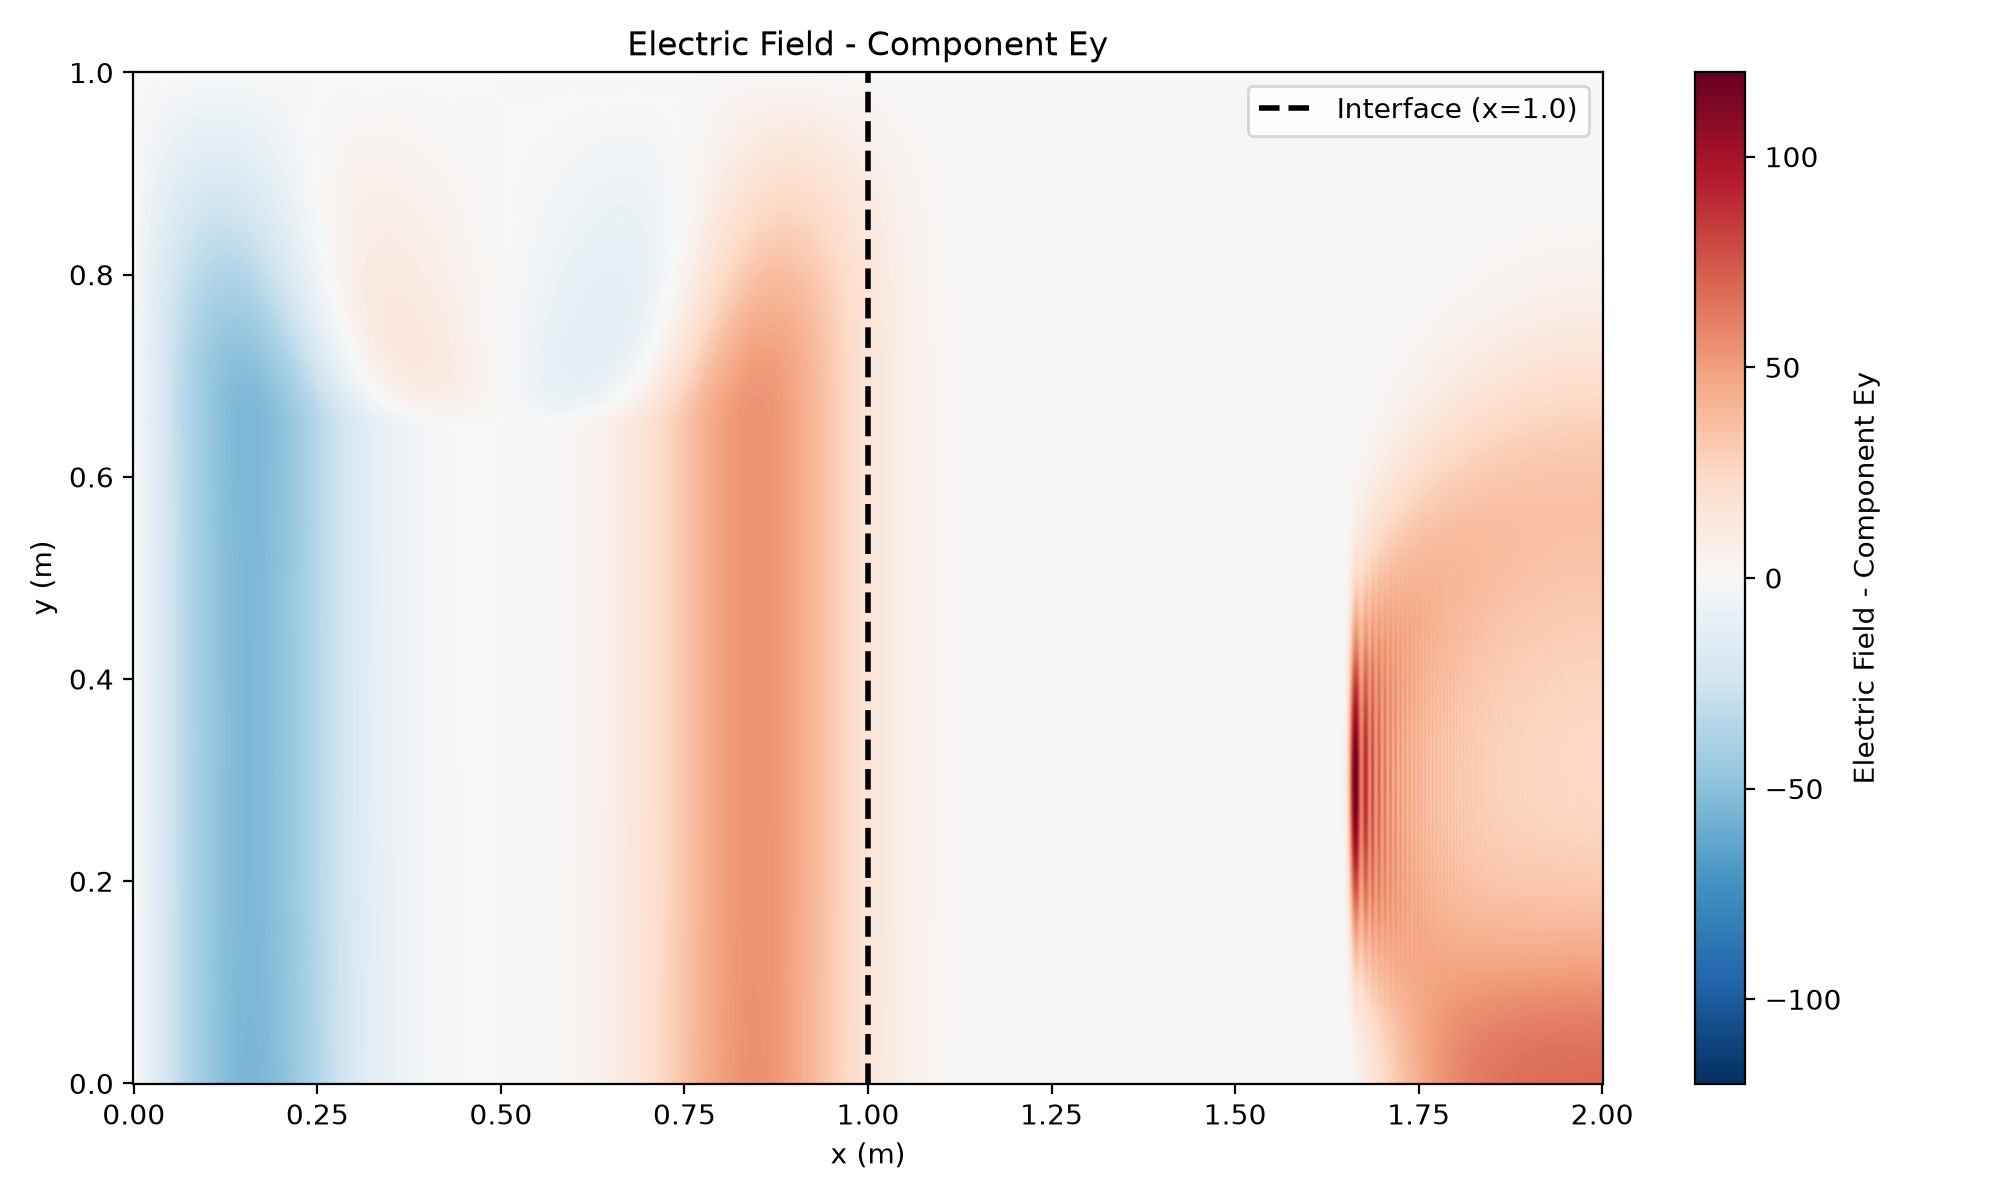 Electric Field - Component Ey
Interface (x=1.0)
1.0
0.8
0.6
0.4
0.2
0.0
y (m)
0.00 0.25 0.50 0.75 1.00 1.25 1.50 1.75 2.00
x (m)
100
50
0
−50
−100
Electric Field - Component Ey